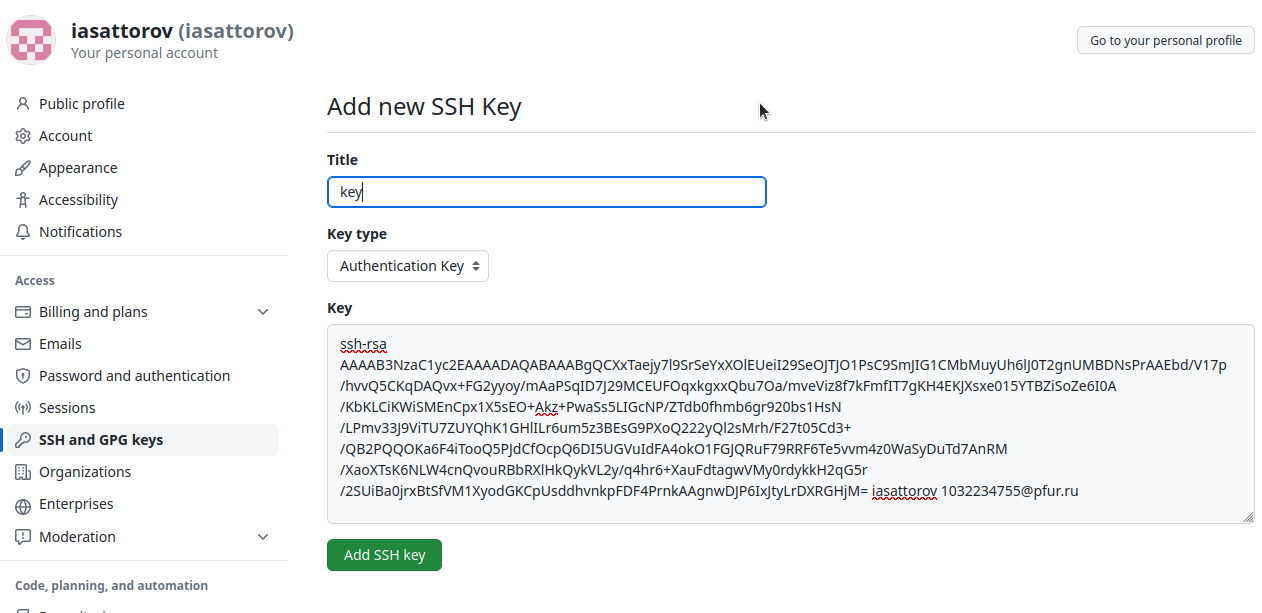 iasattorov (iasattorov)
Your personal account
Go to your personal profile
Public profile
Account
Appearance
Accessibility
Notifications
Access
Billing and plans
Emails
Password and authentication
Sessions
SSH and GPG keys
Organizations
Enterprises
Moderation
Code, planning, and automation
Add new SSH Key
Title
key
Key type
Authentication Key
Key
ssh-rsa
AAAAB3NzaC1yc2EAAAADAQABAAABgQCXxTaejy7l9SrSeYxXOlEUeiI29SeOJTJO1PsC9SmJIG1CMbMuyUh6lJ0T2gnUMBDNsPrAAEbd/V17p
/hvvQ5CKqDAQvx+FG2yyoy/mAaPSqID7J29MCEUFOqxkgxxQbu7Oa/mveViz8f7kFmfIT7gKH4EKJXsxe015YTBZiSoZe6I0A
/KbKLCiKWiSMEnCpx1X5sEO+Akz+PwaSs5LIGcNP/ZTdb0fhmb6gr920bs1HsN
/LPmv33J9ViTU7ZUYQhK1GHlILr6um5z3BEsG9PXoQ222yQl2sMrh/F27t05Cd3+
/QB2PQQOKa6F4iTooQ5PJdCfOcpQ6DI5UGVuIdFA4okO1FGJQRuF79RRF6Te5vvm4z0WaSyDuTd7AnRM
/XaoXTsK6NLW4cnQvouRBbRXlHkQykVL2y/q4hr6+XauFdtagwVMy0rdykkH2qG5r
/2SUiBa0jrxBtSfVM1XyodGKCpUsddhvnkpFDF4PrnkAAgnwDJP6IxJtyLrDXRGHjM= iasattorov 1032234755@pfur.ru
Add SSH key